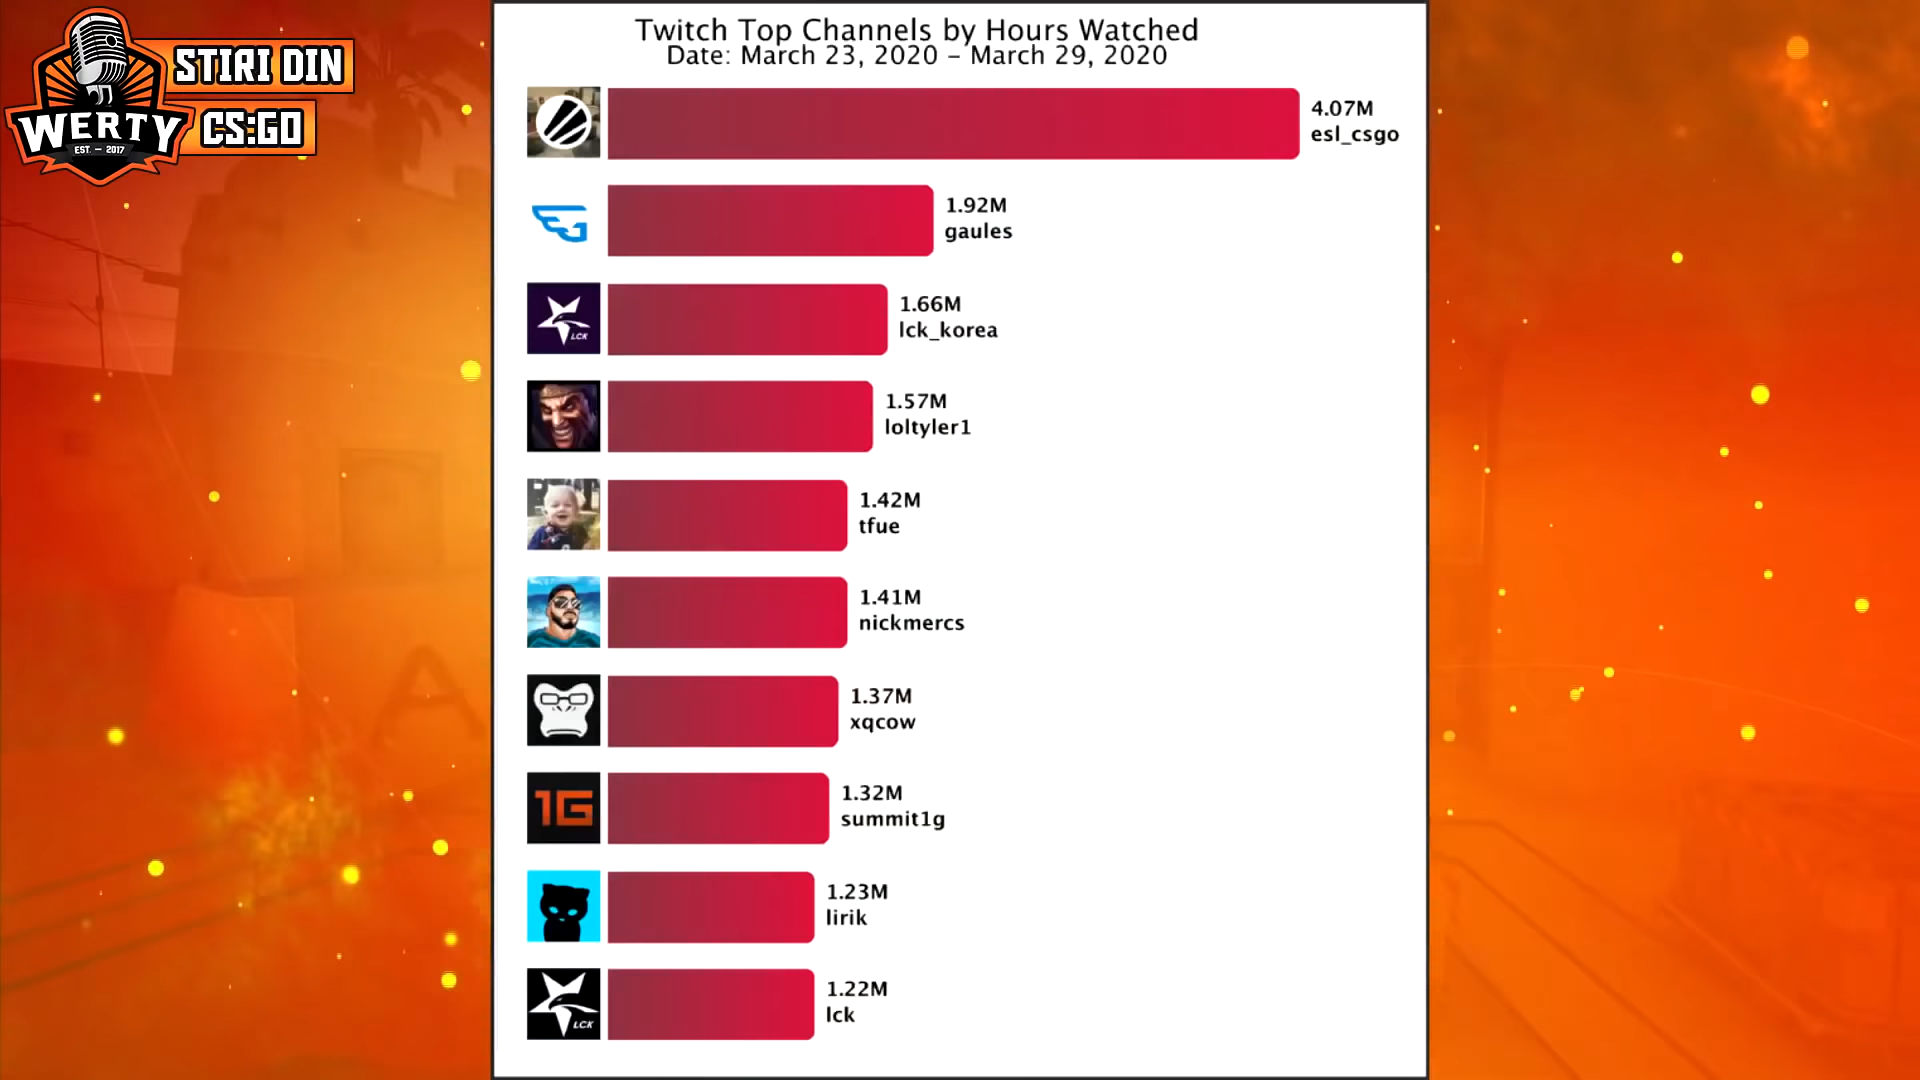 STIRI DIN
CS:GO
WERTY
EST. – 2017
Twitch Top Channels by Hours Watched
Date: March 23, 2020 – March 29, 2020
4.07M
esl_csgo
1.92M
gaules
1.66M
lck_korea
LCK
1.57M
loltyler1
1.42M
tfue
1.41M
nickmercs
1.37M
xqcow
1G
1.32M
summit1g
1.23M
lirik
1.22M
lck
LCK
A